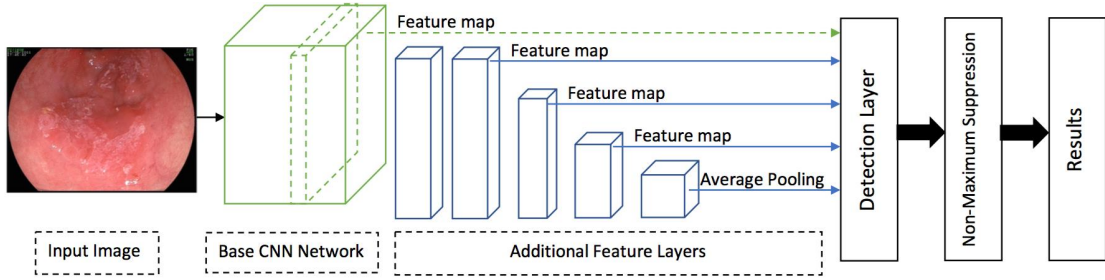 Feature map
Feature map
Feature map
Feature map
Average Pooling
Detection Layer
Non-Maximum Suppression
Results
Input Image
Base CNN Network
Additional Feature Layers